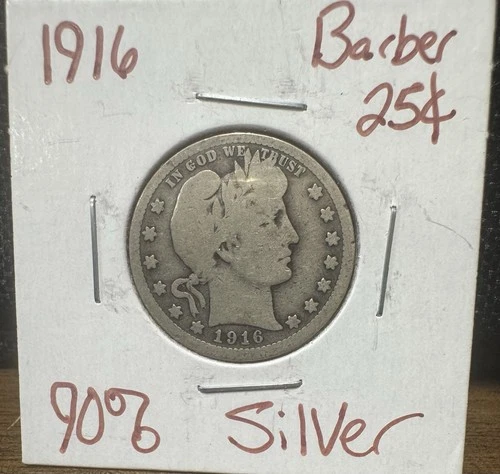 1916 Barber
25¢
IN GOD WE TRUST
1916
90% Silver